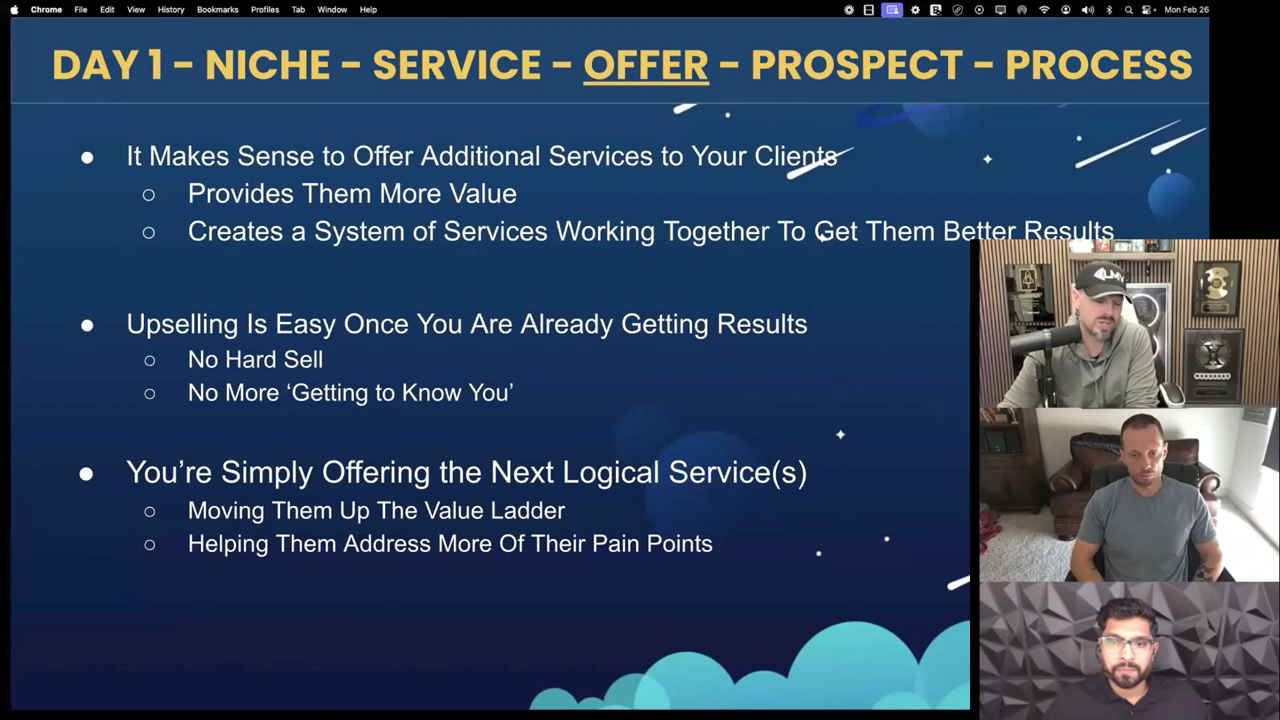 Chrome File Edit View History Bookmarks Profiles Tab Window Help Mon Feb 26
DAY 1 – NICHE – SERVICE – OFFER – PROSPECT – PROCESS
● It Makes Sense to Offer Additional Services to Your Clients
○ Provides Them More Value
○ Creates a System of Services Working Together To Get Them Better Results
● Upselling Is Easy Once You Are Already Getting Results
○ No Hard Sell
○ No More ‘Getting to Know You’
● You’re Simply Offering the Next Logical Service(s)
○ Moving Them Up The Value Ladder
○ Helping Them Address More Of Their Pain Points